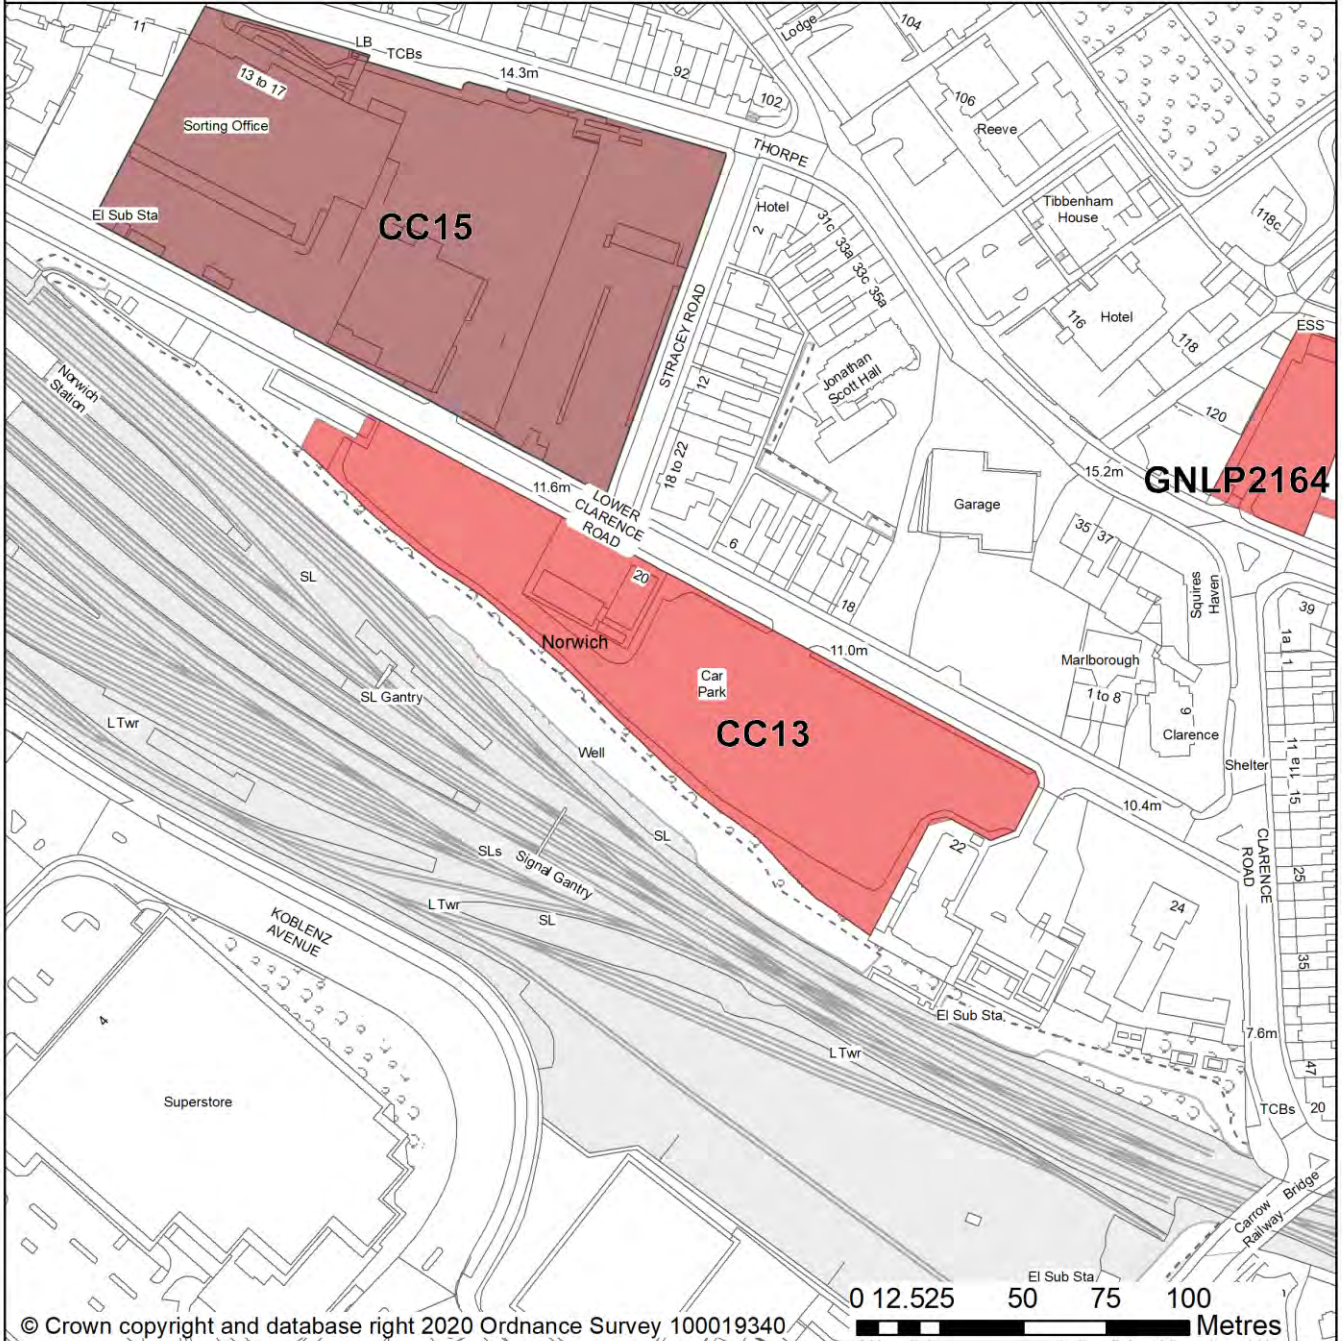 11
LB
TCBs
14.3m
92
102
Lodge
104
13 to 17
Sorting Office
106
Reeve
THORPE
El Sub Sta
CC15
Hotel
2
31c
33a
33c
35a
Tibbenham
House
118c
116
Hotel
118
ESS
STRACEY ROAD
12
Jonathan
Scott Hall
Norwich
Station
120
18 to 22
15.2m
GNLP2164
11.6m
LOWER
CLARENCE
ROAD
Garage
35
37
6
20
18
SL
Squires
Haven
39
1a
1
Norwich
11.0m
Marlborough
1 to 8
Car
Park
SL Gantry
CC13
9
Clarence
L Twr
Well
Shelter
11
11a
15
10.4m
SL
SLs
Signal Gantry
22
CLARENCE
ROAD
25
L Twr
SL
24
KOBLENZ
AVENUE
35
4
El Sub Sta
7.6m
L Twr
47
Superstore
TCBs
20
Carrow
Railway
Bridge
El Sub Sta
0 12.525 50 75 100
Metres
© Crown copyright and database right 2020 Ordnance Survey 100019340